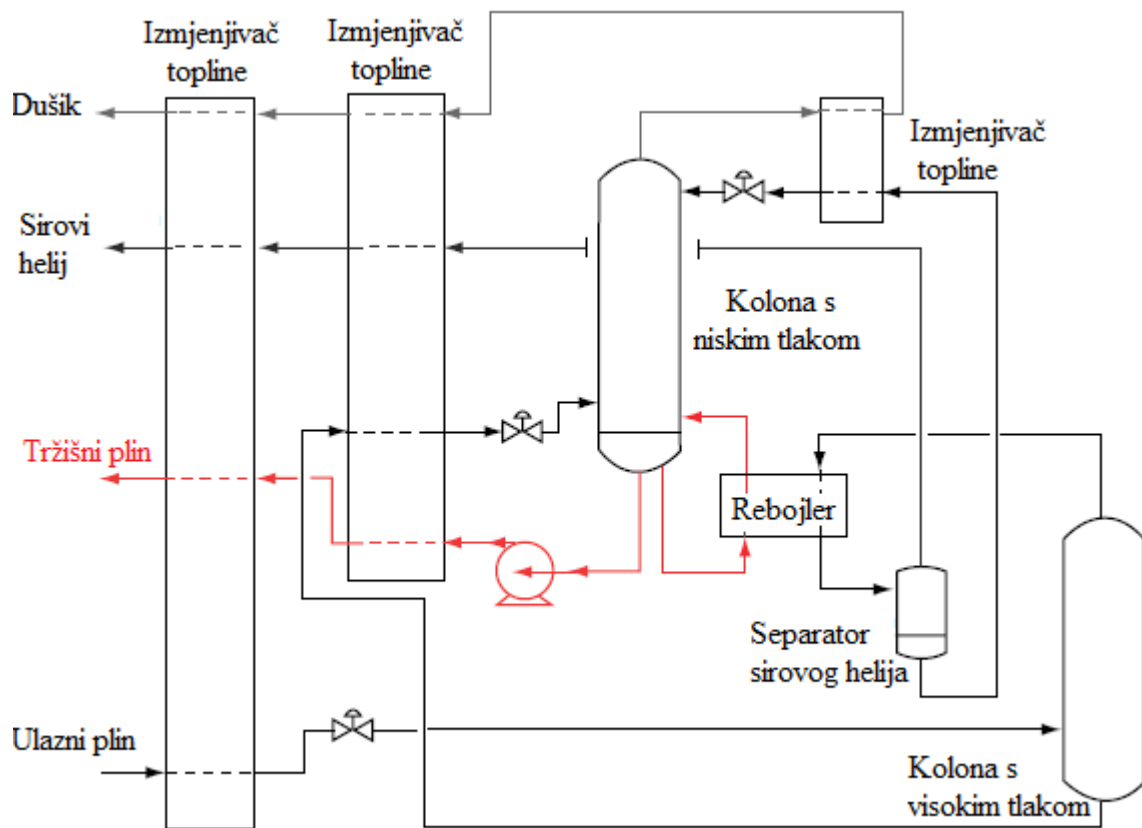 Izmjenjivač
topline
Izmjenjivač
topline
Dušik
Izmjenjivač
topline
Sirovi
helij
Kolona s
niskim tlakom
Tržišni plin
Rebojler
Separator
sirovog helija
Ulazni plin
Kolona s
visokim tlakom